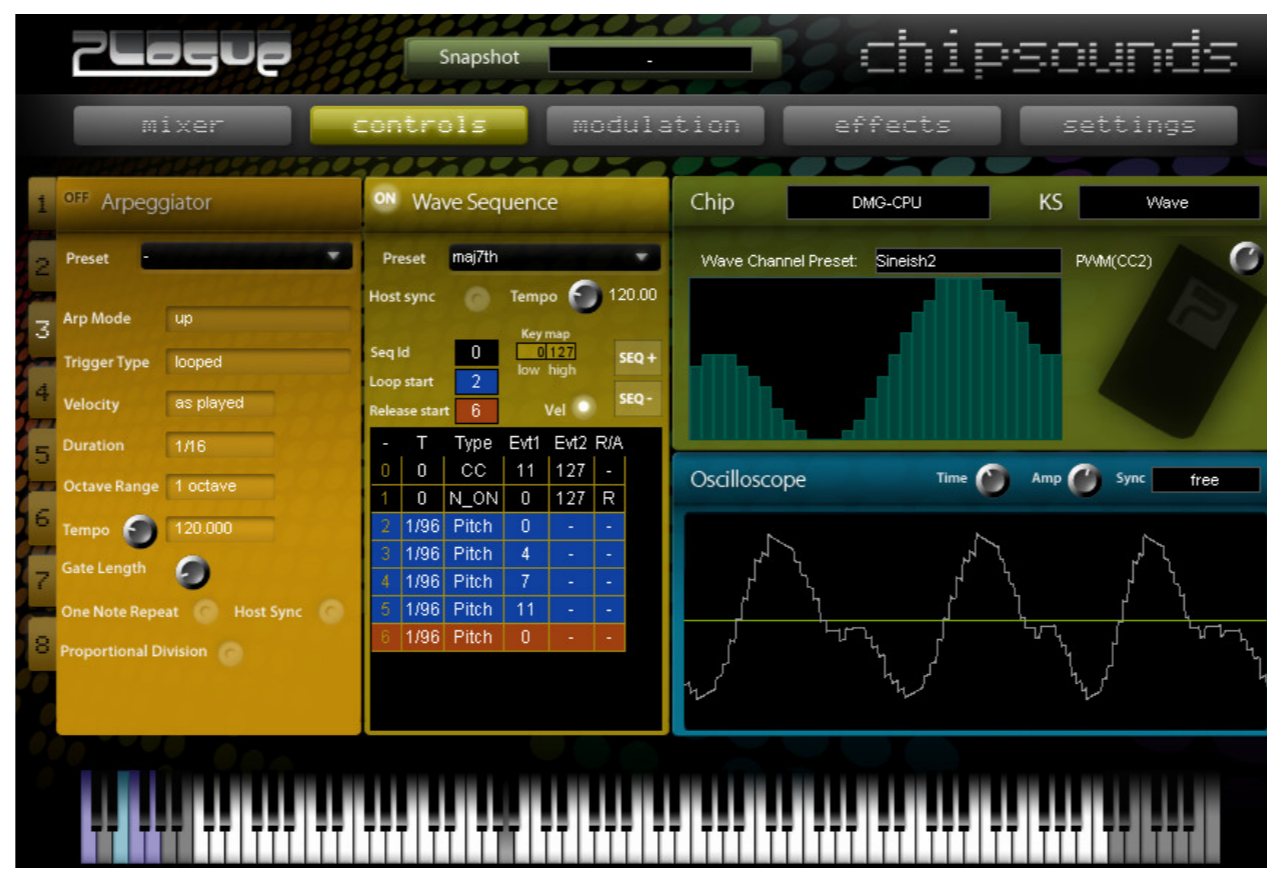 Plogue
Snapshot -
chipsounds
mixer controls modulation effects settings
1
2
3
4
5
6
7
8
OFF Arpeggiator
Preset -
Arp Mode up
Trigger Type looped
Velocity as played
Duration 1/16
Octave Range 1 octave
Tempo 120.000
Gate Length
One Note Repeat Host Sync
Proportional Division
ON Wave Sequence
Preset maj7th
Host sync Tempo 120.00
Key map
Seq Id 0 0 127 SEQ +
low high
Loop start 2
Release start 6 Vel SEQ -
- T Type Evt1 Evt2 R/A
0 0 CC 11 127 -
1 0 N_ON 0 127 R
2 1/96 Pitch 0 - -
3 1/96 Pitch 4 - -
4 1/96 Pitch 7 - -
5 1/96 Pitch 11 - -
6 1/96 Pitch 0 - -
Chip DMG-CPU KS Wave
Wave Channel Preset: Sineish2 PWM(CC2)
Oscilloscope Time Amp Sync free